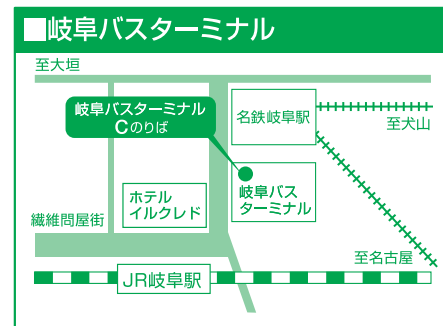 ■岐阜バスターミナル
至大垣
岐阜バスターミナル
Cのりば
名鉄岐阜駅
至犬山
ホテル
イルクレド
岐阜バス
ターミナル
繊維問屋街
至名古屋
JR岐阜駅